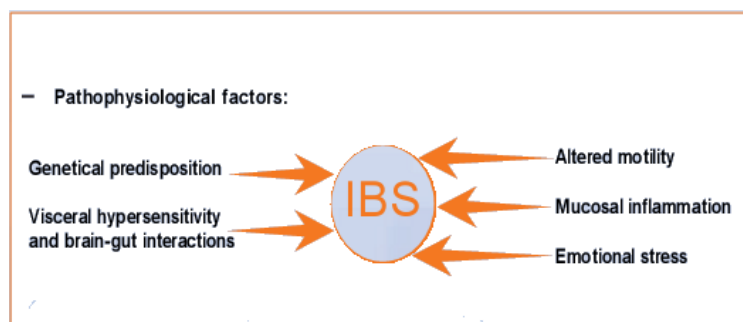 – Pathophysiological factors:
Genetical predisposition
Visceral hypersensitivity
and brain-gut interactions
IBS
Altered motility
Mucosal inflammation
Emotional stress